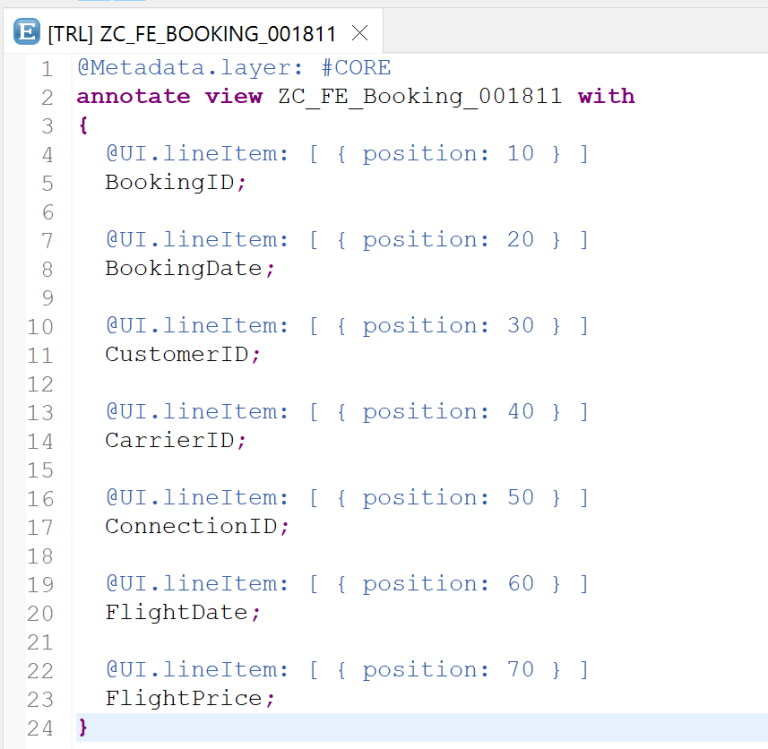 E [TRL] ZC_FE_BOOKING_001811
1 @Metadata.layer: #CORE
2 annotate view ZC_FE_Booking_001811 with
3 {
4 @UI.lineItem: [ { position: 10 } ]
5 BookingID;
6
7 @UI.lineItem: [ { position: 20 } ]
8 BookingDate;
9
10 @UI.lineItem: [ { position: 30 } ]
11 CustomerID;
12
13 @UI.lineItem: [ { position: 40 } ]
14 CarrierID;
15
16 @UI.lineItem: [ { position: 50 } ]
17 ConnectionID;
18
19 @UI.lineItem: [ { position: 60 } ]
20 FlightDate;
21
22 @UI.lineItem: [ { position: 70 } ]
23 FlightPrice;
24 }